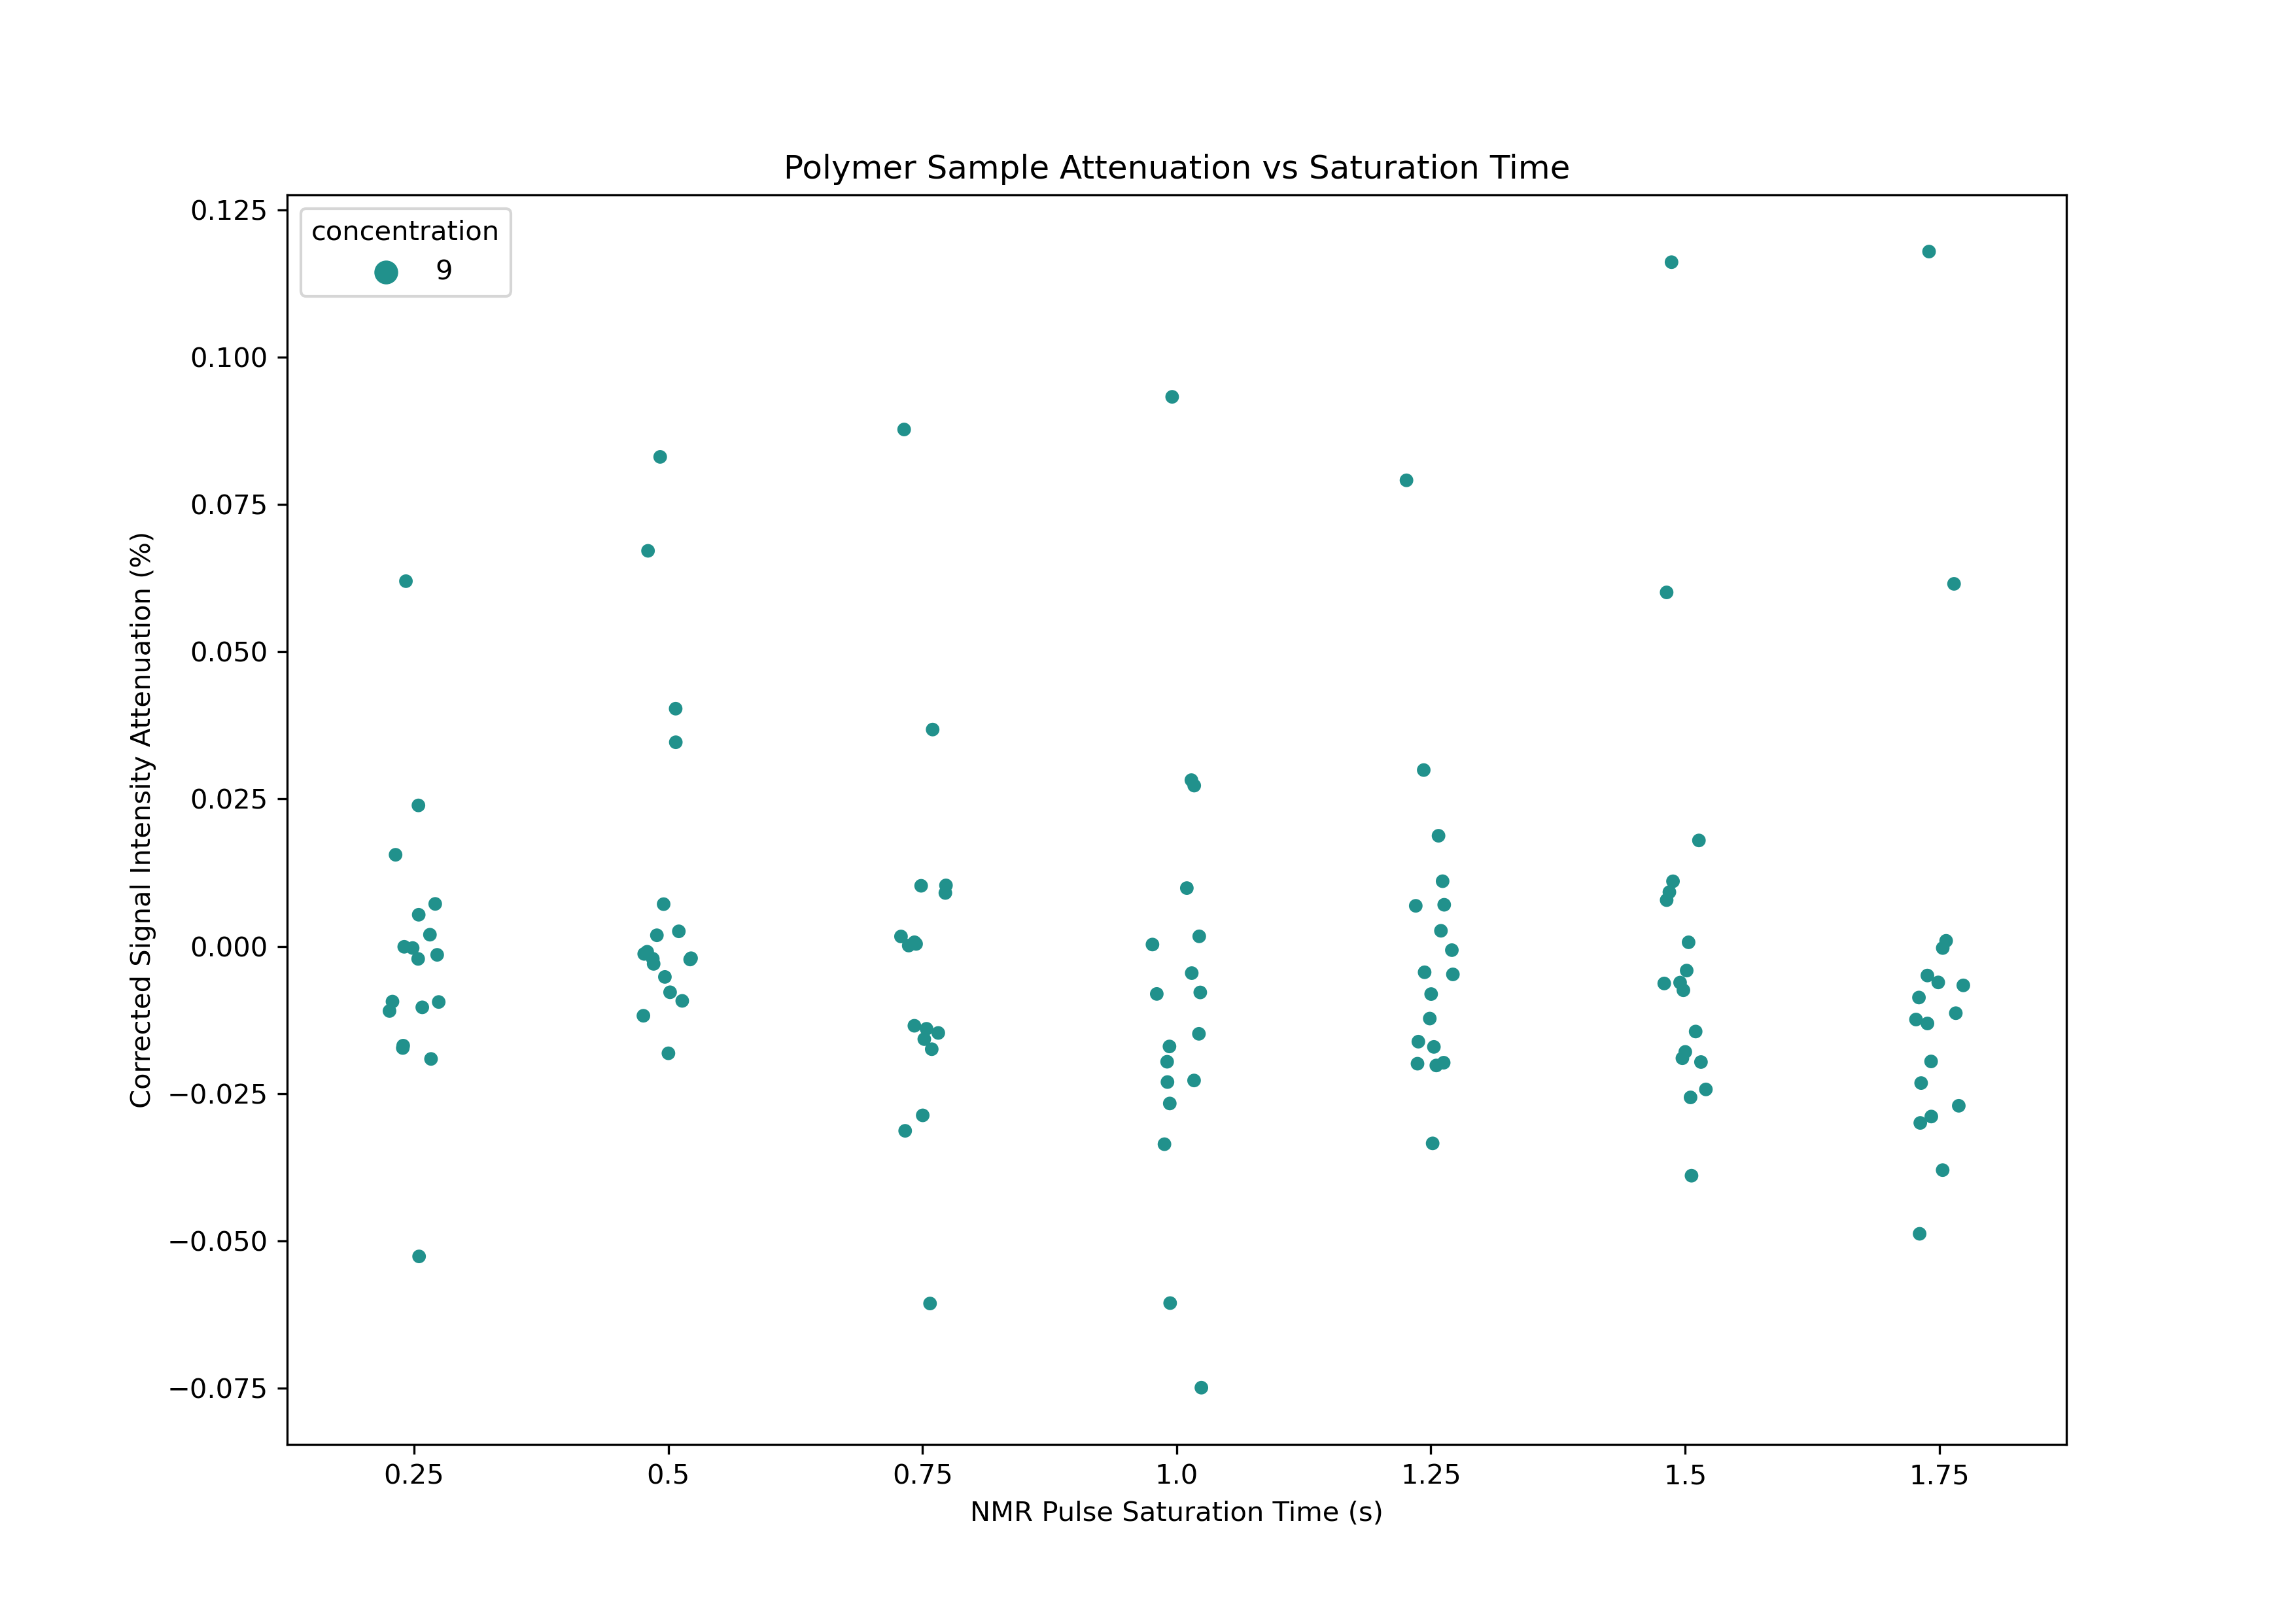 Polymer Sample Attenuation vs Saturation Time
concentration
9
0.125
0.100
0.075
0.050
0.025
0.000
−0.025
−0.050
−0.075
Corrected Signal Intensity Attenuation (%)
0.25 0.5 0.75 1.0 1.25 1.5 1.75
NMR Pulse Saturation Time (s)